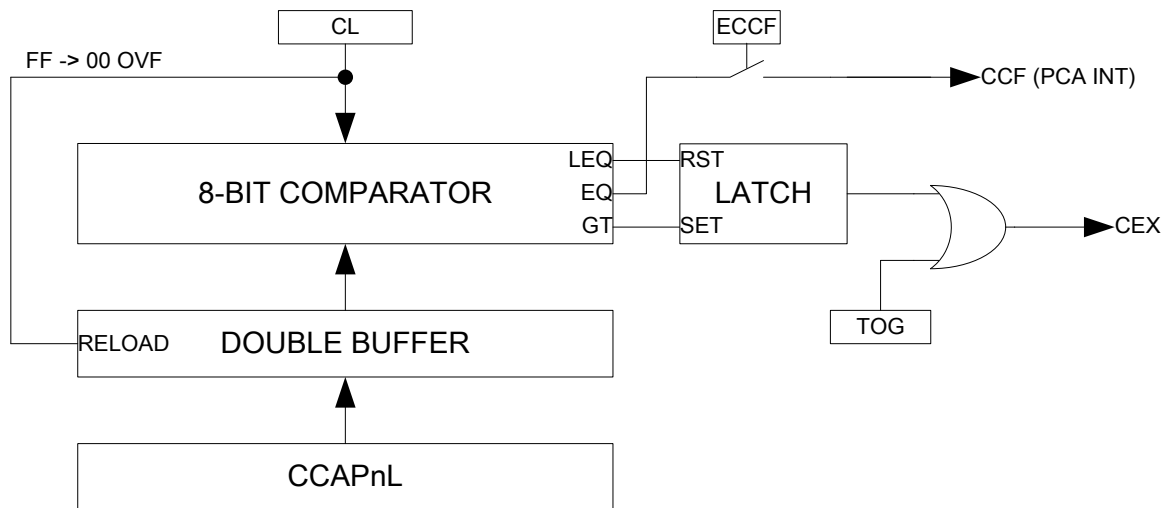 CL
ECCF
FF -> 00 OVF
CCF (PCA INT)
8-BIT COMPARATOR
LEQ
EQ
GT
RST
LATCH
SET
CEX
TOG
RELOAD
DOUBLE BUFFER
CCAPnL